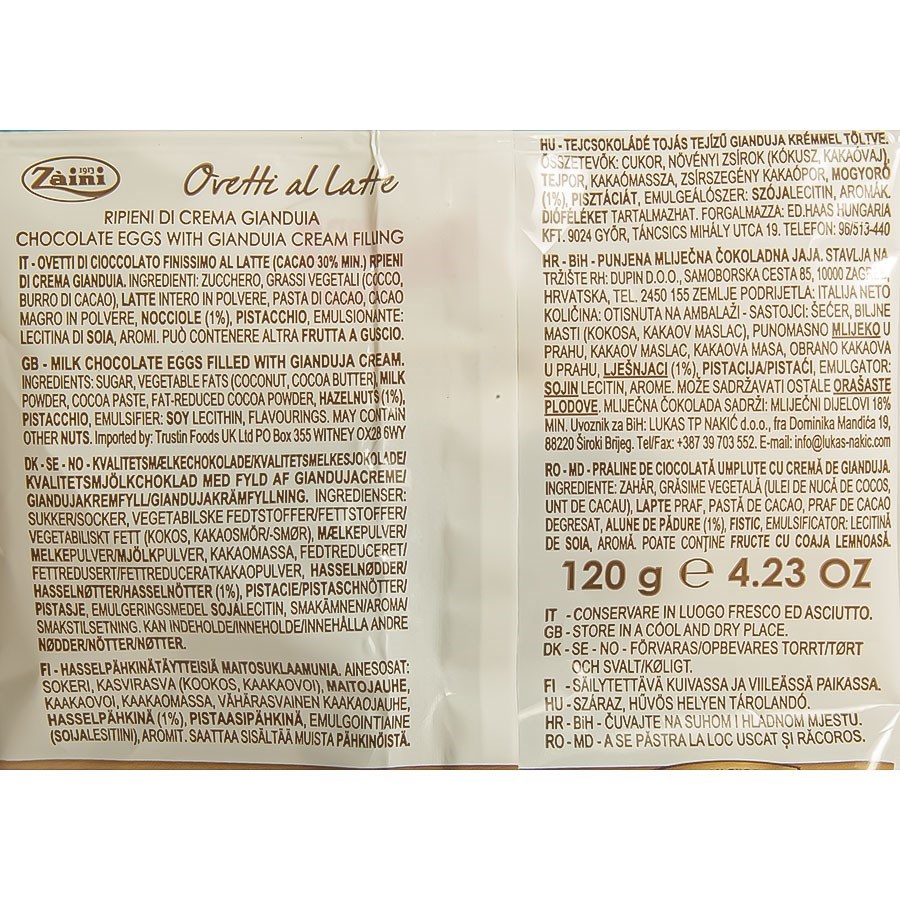 Zàini
1913
Ovetti al Latte
RIPIENI DI CREMA GIANDUIA
CHOCOLATE EGGS WITH GIANDUIA CREAM FILLING
IT - OVETTI DI CIOCCOLATO FINISSIMO AL LATTE (CACAO 30% MIN.) RIPIENI
DI CREMA GIANDUIA. INGREDIENTI: ZUCCHERO, GRASSI VEGETALI (COCCO,
BURRO DI CACAO), LATTE INTERO IN POLVERE, PASTA DI CACAO, CACAO
MAGRO IN POLVERE, NOCCIOLE (1%), PISTACCHIO, EMULSIONANTE:
LECITINA DI SOIA, AROMI. PUÒ CONTENERE ALTRA FRUTTA A GUSCIO.
GB - MILK CHOCOLATE EGGS FILLED WITH GIANDUJA CREAM.
INGREDIENTS: SUGAR, VEGETABLE FATS (COCONUT, COCOA BUTTER), MILK
POWDER, COCOA PASTE, FAT-REDUCED COCOA POWDER, HAZELNUTS (1%),
PISTACCHIO, EMULSIFIER: SOY LECITHIN, FLAVOURINGS. MAY CONTAIN
OTHER NUTS. Imported by: Trustin Foods UK Ltd PO Box 355 WITNEY OX28 6WY
DK - SE - NO - KVALITETSMÆLKECHOKOLADE/KVALITETSMELKESJOKOLADE/
KVALITETSMJÖLKCHOKLAD MED FYLD AF GIANDUJACREME/
GIANDUJAKREMFYLL/GIANDUJAKRÄMFYLLNING. INGREDIENSER:
SUKKER/SOCKER, VEGETABILSKE FEDTSTOFFER/FETTSTOFFER/
VEGETABILISKT FETT (KOKOS, KAKAOSMÖR/-SMØR), MÆLKEPULVER/
MELKEPULVER/MJÖLKPULVER, KAKAOMASSA, FEDTREDUCERET/
FETTREDUSERT/FETTREDUCERATKAKAOPULVER, HASSELNØDDER/
HASSELNØTTER/HASSELNÖTTER (1%), PISTACIE/PISTASCHNÖTTER/
PISTASJE, EMULGERINGSMEDEL SOJALECITIN, SMAKÄMNEN/AROMA/
SMAKSTILSETNING. KAN INDEHOLDE/INNEHOLDE/INNEHÅLLA ANDRE
NØDDER/NÖTTER/NØTTER.
FI - HASSELPÄHKINÄTÄYTTEISIÄ MAITOSUKLAAMUNIA. AINESOSAT:
SOKERI, KASVIRASVA (KOOKOS, KAAKAOVOI), MAITOJAUHE,
KAAKAOVOI, KAAKAOMASSA, VÄHÄRASVAINEN KAAKAOJAUHE,
HASSELPÄHKINÄ (1%), PISTAASIPÄHKINÄ, EMULGOINTIAINE
(SOIJALESITIINI), AROMIT. SAATTAA SISÄLTÄÄ MUISTA PÄHKINÖISTÄ.
HU - TEJCSOKOLÁDÉ TOJÁS TEJÍZŰ GIANDUJA KRÉMMEL TÖLTVE.
ÖSSZETEVŐK: CUKOR, NÖVÉNYI ZSÍROK (KÓKUSZ, KAKAÓVAJ),
TEJPOR, KAKAÓMASSZA, ZSÍRSZEGÉNY KAKAÓPOR, MOGYORÓ
(1%), PISZTÁCIÁT, EMULGEÁLÓSZER: SZÓJALECITIN, AROMÁK.
DIÓFÉLÉKET TARTALMAZHAT. FORGALMAZZA: ED.HAAS HUNGARIA
KFT. 9024 GYŐR, TÁNCSICS MIHÁLY UTCA 19. TELEFON: 96/513-440
HR - BiH - PUNJENA MLIJEČNA ČOKOLADNA JAJA. STAVLJA NA
TRŽIŠTE RH: DUPIN D.O.O., SAMOBORSKA CESTA 85, 10000 ZAGREB,
HRVATSKA, TEL. 2450 155 ZEMLJE PODRIJETLA: ITALIJA NETO
KOLIČINA: OTISNUTA NA AMBALAŽI - SASTOJCI: ŠEĆER, BILJNE
MASTI (KOKOSA, KAKAOV MASLAC), PUNOMASNO MLIJEKO U
PRAHU, KAKAOV MASLAC, KAKAOVA MASA, OBRANO KAKAOVA
U PRAHU, LJEŠNJACI (1%), PISTACIJA/PISTAĆI, EMULGATOR:
SOJIN LECITIN, AROME. MOŽE SADRŽAVATI OSTALE ORAŠASTE
PLODOVE. MLIJEČNA ČOKOLADA SADRŽI: MLIJEČNI DIJELOVI 18%
MIN. Uvoznik za BiH: LUKAS TP NAKIĆ d.o.o., fra Dominika Mandića 19,
88220 Široki Brijeg. Tel/Fax: +387 39 703 552. E-mail: info@lukas-nakic.com
RO - MD - PRALINE DE CIOCOLATĂ UMPLUTE CU CREMĂ DE GIANDUJA.
INGREDIENTE: ZAHĂR, GRĂSIME VEGETALĂ (ULEI DE NUCĂ DE COCOS,
UNT DE CACAU), LAPTE PRAF, PASTĂ DE CACAO, PRAF DE CACAO
DEGRESAT, ALUNE DE PĂDURE (1%), FISTIC, EMULSIFICATOR: LECITINĂ
DE SOIA, AROMĂ. POATE CONȚINE FRUCTE CU COAJA LEMNOASĂ.
120 g ℮ 4.23 OZ
IT - CONSERVARE IN LUOGO FRESCO ED ASCIUTTO.
GB - STORE IN A COOL AND DRY PLACE.
DK - SE - NO - FÖRVARAS/OPBEVARES TORRT/TØRT
OCH SVALT/KØLIGT.
FI - SÄILYTETTÄVÄ KUIVASSA JA VIILEÄSSÄ PAIKASSA.
HU - SZÁRAZ, HŰVÖS HELYEN TÁROLANDÓ.
HR - BiH - ČUVAJTE NA SUHOM I HLADNOM MJESTU.
RO - MD - A SE PĂSTRA LA LOC USCAT ȘI RĂCOROS.